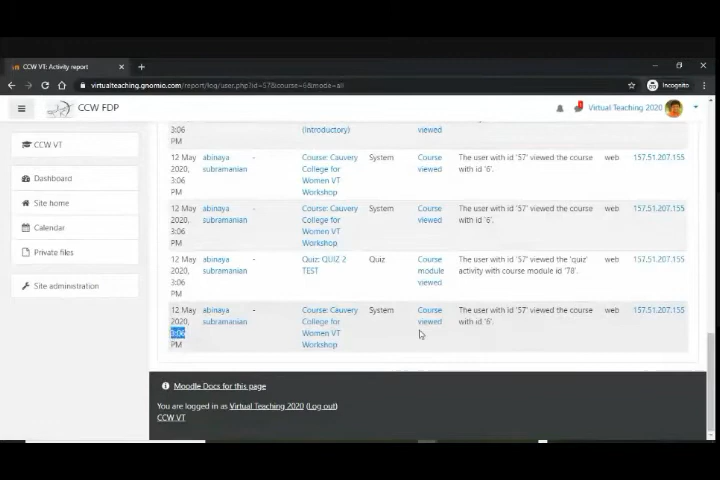 CCW VT: Activity report
virtualteaching.gnomio.com/report/log/user.php?id=57&course=6&mode=all
Incognito
CCW FDP
Virtual Teaching 2020
CCW VT
Dashboard
Site home
Calendar
Private files
Site administration
3:06 PM (Introductory) viewed
12 May 2020, 3:06 PM abinaya subramanian - Course: Cauvery College for Women VT Workshop System Course viewed The user with id '57' viewed the course with id '6'. web 157.51.207.155
12 May 2020, 3:06 PM abinaya subramanian - Course: Cauvery College for Women VT Workshop System Course viewed The user with id '57' viewed the course with id '6'. web 157.51.207.155
12 May 2020, 3:06 PM abinaya subramanian - Quiz: QUIZ 2 TEST Quiz Course module viewed The user with id '57' viewed the 'quiz' activity with course module id '78'. web 157.51.207.155
12 May 2020, 3:06 PM abinaya subramanian - Course: Cauvery College for Women VT Workshop System Course viewed The user with id '57' viewed the course with id '6'. web 157.51.207.155
Moodle Docs for this page
You are logged in as Virtual Teaching 2020 (Log out)
CCW VT